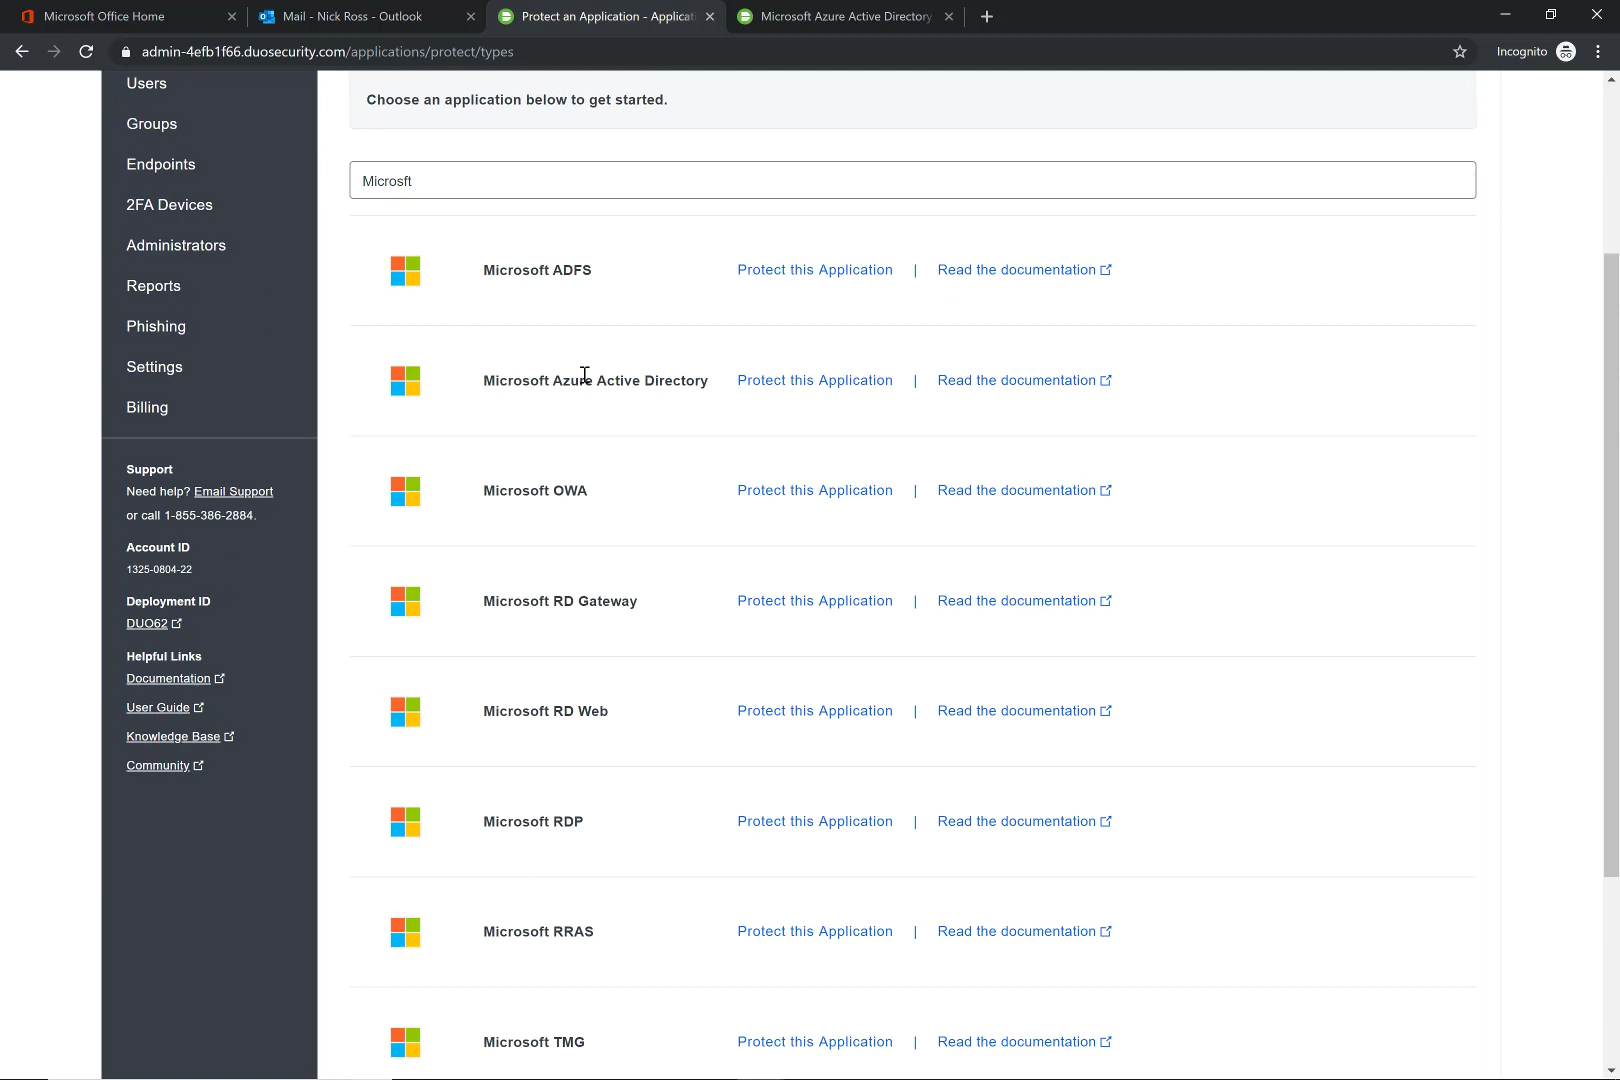 Microsoft Office Home
Mail - Nick Ross - Outlook
Protect an Application - Applicati
Microsoft Azure Active Directory
admin-4efb1f66.duosecurity.com/applications/protect/types
Incognito
Users
Groups
Endpoints
2FA Devices
Administrators
Reports
Phishing
Settings
Billing
Support
Need help? Email Support
or call 1-855-386-2884.
Account ID
1325-0804-22
Deployment ID
DUO62
Helpful Links
Documentation
User Guide
Knowledge Base
Community
Choose an application below to get started.
Microsft
Microsoft ADFS Protect this Application | Read the documentation
Microsoft Azure Active Directory Protect this Application | Read the documentation
Microsoft OWA Protect this Application | Read the documentation
Microsoft RD Gateway Protect this Application | Read the documentation
Microsoft RD Web Protect this Application | Read the documentation
Microsoft RDP Protect this Application | Read the documentation
Microsoft RRAS Protect this Application | Read the documentation
Microsoft TMG Protect this Application | Read the documentation